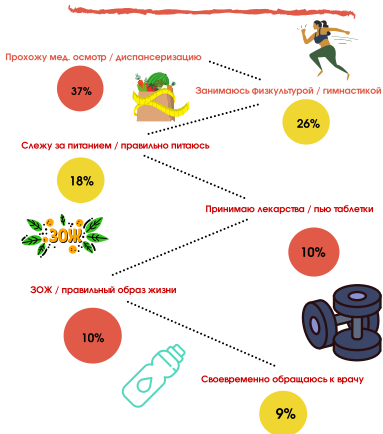 Прохожу мед. осмотр / диспансеризацию
37%
Занимаюсь физкультурой / гимнастикой
26%
Слежу за питанием / правильно питаюсь
18%
Принимаю лекарства / пью таблетки
10%
ЗОЖ
ЗОЖ / правильный образ жизни
10%
Своевременно обращаюсь к врачу
9%